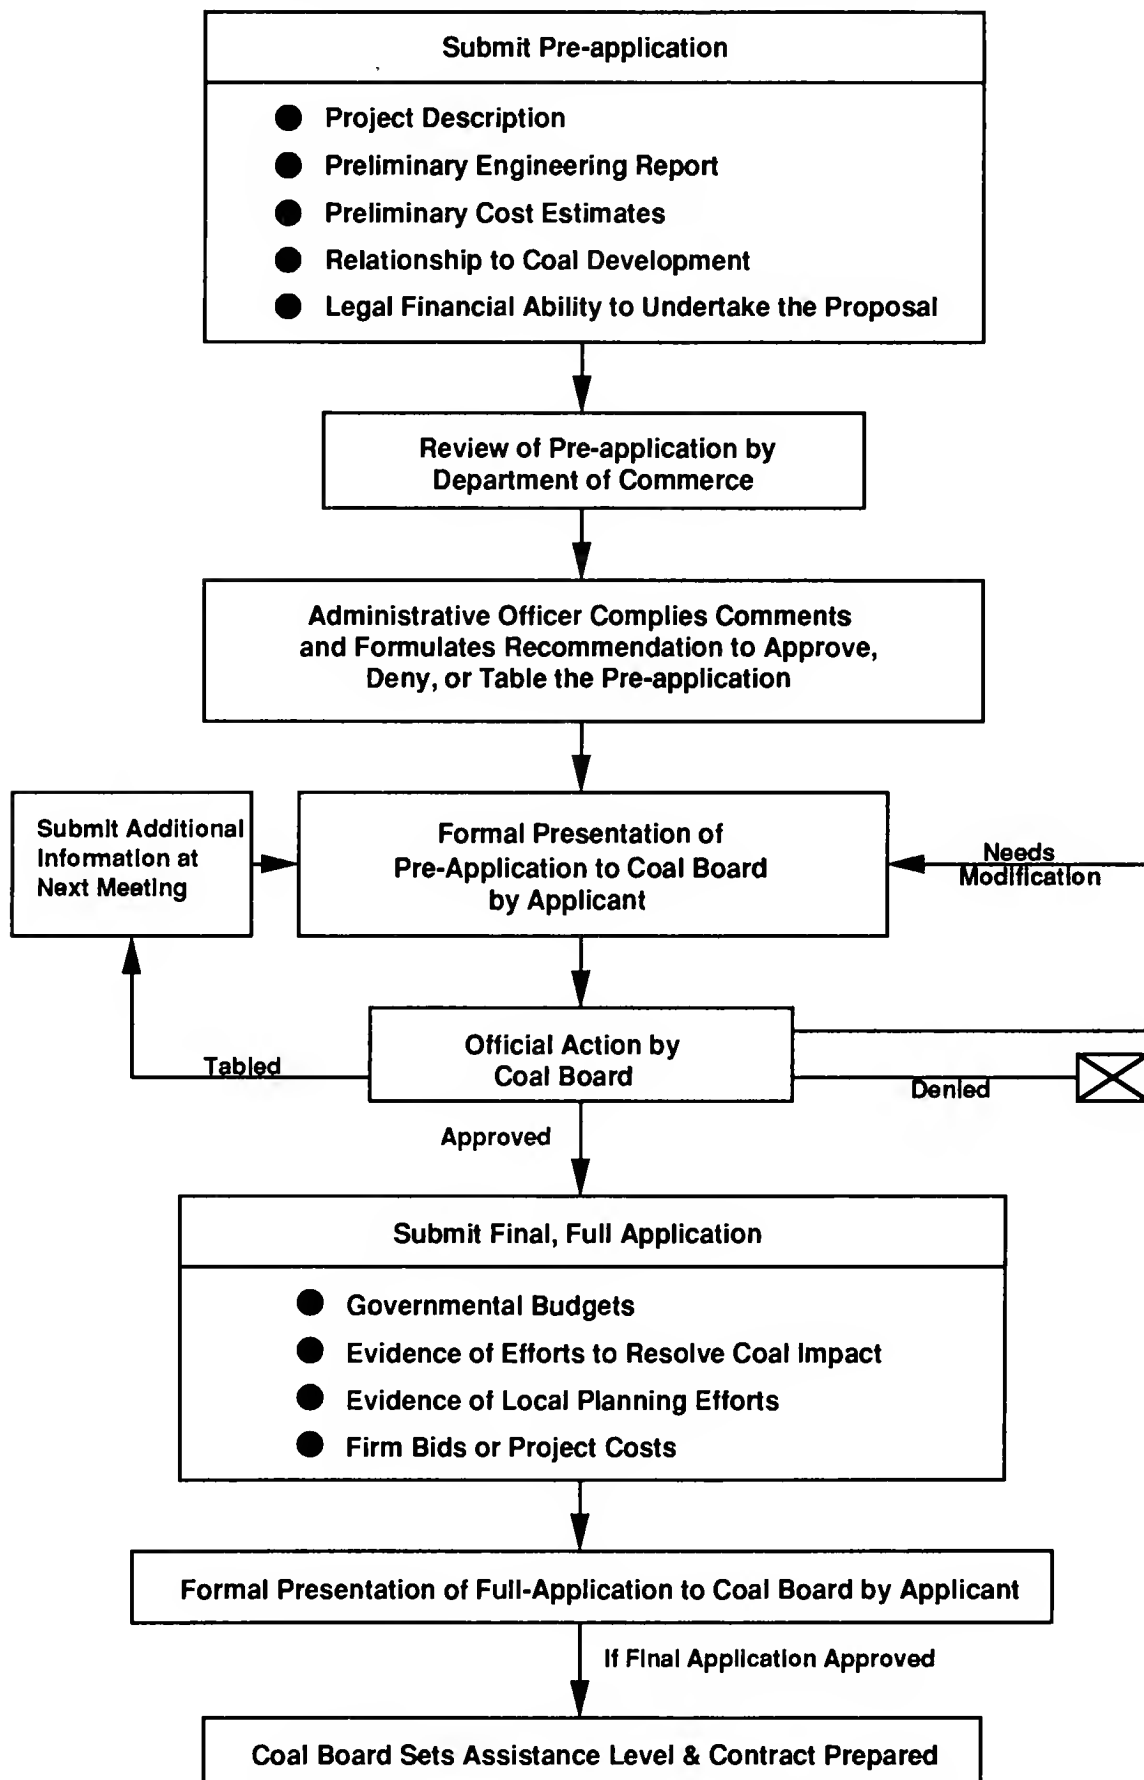 Submit Pre-application
Project Description
Preliminary Engineering Report
Preliminary Cost Estimates
Relationship to Coal Development
Legal Financial Ability to Undertake the Proposal
Review of Pre-application by
Department of Commerce
Administrative Officer Complies Comments
and Formulates Recommendation to Approve,
Deny, or Table the Pre-application
Submit Additional
Information at
Next Meeting
Formal Presentation of
Pre-Application to Coal Board
by Applicant
Needs
Modification
Official Action by
Coal Board
Tabled
Denied
Approved
Submit Final, Full Application
Governmental Budgets
Evidence of Efforts to Resolve Coal Impact
Evidence of Local Planning Efforts
Firm Bids or Project Costs
Formal Presentation of Full-Application to Coal Board by Applicant
If Final Application Approved
Coal Board Sets Assistance Level & Contract Prepared